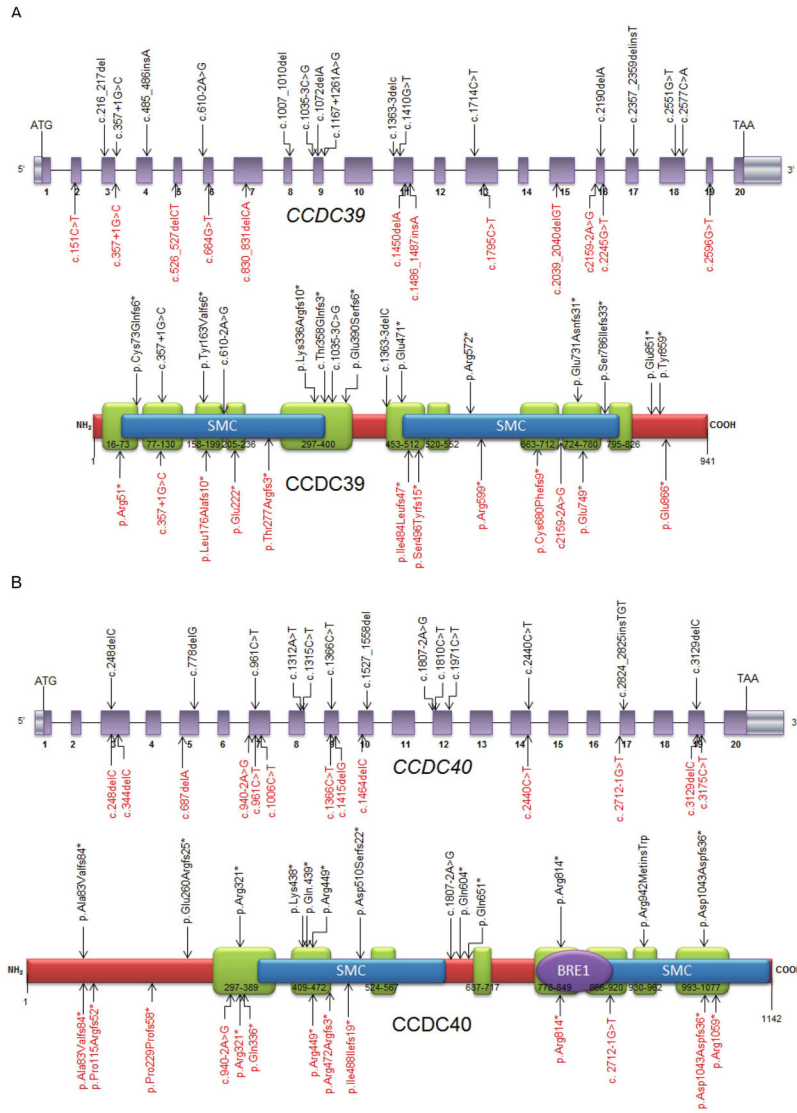 A
c.216_217del
c.357+1G>C
c.485_486insA
c.610-2A>G
c.1007_1010del
c.1035-3C>G
c.1072delA
c.1167+1261A>G
c.1363-3delc
c.1410G>T
c.1714C>T
c.2190delA
c.2357_2359delinsT
c.2551G>T
c.2577C>A
ATG
TAA
5'
3'
1 2 3 4 5 6 7 8 9 10 11 12 13 14 15 16 17 18 19 20
CCDC39
c.151C>T
c.357+1G>C
c.526_527delCT
c.664G>T
c.830_831delCA
c.1450delA
c.1486_1487insA
c.1795C>T
c.2039_2040delGT
c2159-2A>G
c.2245G>T
c.2596G>T
p.Cys73Glnfs6*
c.357+1G>C
p.Tyr163Valfs6*
c.610-2A>G
p.Lys336Argfs10*
c.Thr358Glnfs3*
c.1035-3C>G
p.Glu390Serfs6*
c.1363-3delC
p.Glu471*
p.Arg572*
p.Glu731Asnfs31*
p.Ser786Ilefs33*
p.Glu851*
p.Tyr859*
NH2
SMC
SMC
COOH
16-73 77-130 158-199 205-236 297-400 453-512 520-552 663-712 724-780 795-826
1
941
CCDC39
p.Arg51*
c.357+1G>C
p.Leu176Alafs10*
p.Glu222*
p.Thr277Argfs3*
p.Ile484Leufs47*
p.Ser496Tyrfs15*
p.Arg599*
p.Cys680Phefs9*
c2159-2A>G
p.Glu749*
p.Glu866*
B
c.248delC
c.778delG
c.961C>T
c.1312A>T
c.1315C>T
c.1366C>T
c.1527_1558del
c.1807-2A>G
c.1810C>T
c.1971C>T
c.2440C>T
c.2824_2825insTGT
c.3129delC
ATG
TAA
5'
3'
1 2 3 4 5 6 7 8 9 10 11 12 13 14 15 16 17 18 19 20
CCDC40
c.248delC
c.344delC
c.687delA
c.940-2A>G
c.961C>T
c.1006C>T
c.1366C>T
c.1415delG
c.1464delC
c.2440C>T
c. 2712-1G>T
c.3129delC
c.3175C>T
p.Ala83Valfs84*
p.Glu260Argfs25*
p.Arg321*
p.Lys438*
p.Gln.439*
p.Arg449*
p.Asp510Serfs22*
c.1807-2A>G
p.Gln604*
p.Gln651*
p.Arg814*
p.Arg942MetinsTrp
p.Asp1043Aspfs36*
NH2
SMC
BRE1
SMC
COOH
297-389 409-472 524-567 687-717 778-849 866-920 930-962 993-1077
1
1142
CCDC40
p.Ala83Valfs84*
p.Pro115Argfs52*
p.Pro229Profs58*
c.940-2A>G
p.Arg321*
p.Gln336*
p.Arg449*
p.Arg472Argfs3*
p.Ile488Ilefs19*
p.Arg814*
c. 2712-1G>T
p.Asp1043Aspfs36*
p.Arg1059*